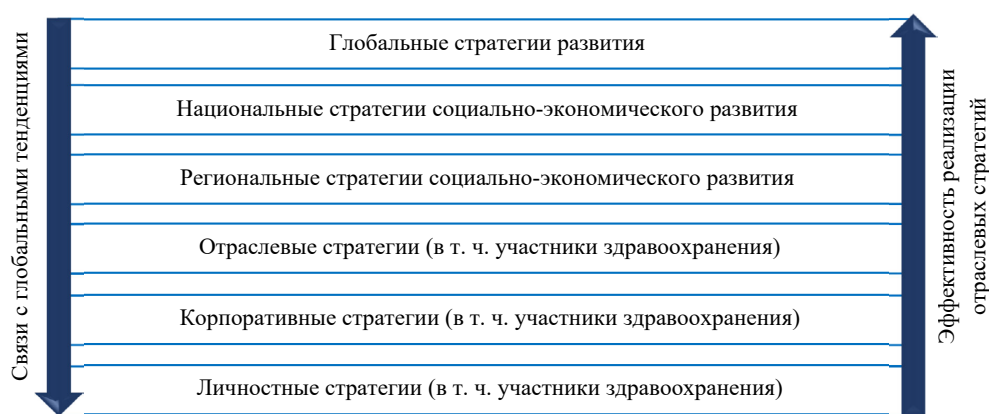 Связи с глобальными тенденциями
Глобальные стратегии развития
Национальные стратегии социально-экономического развития
Региональные стратегии социально-экономического развития
Отраслевые стратегии (в т. ч. участники здравоохранения)
Корпоративные стратегии (в т. ч. участники здравоохранения)
Личностные стратегии (в т. ч. участники здравоохранения)
Эффективность реализации
отраслевых стратегий